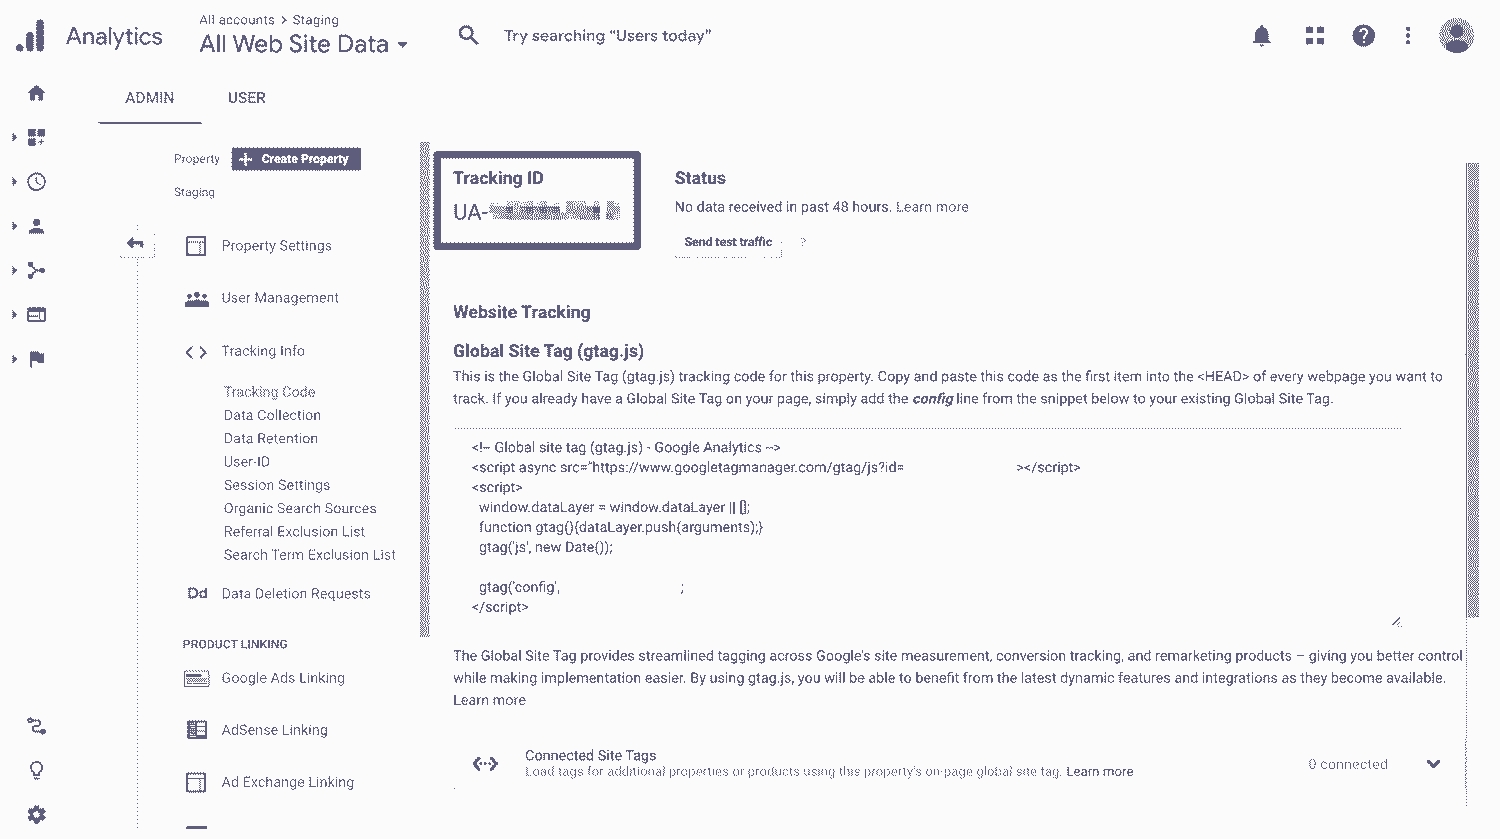 All accounts > Staging
Analytics
All Web Site Data
Try searching “Users today”
ADMIN
USER
Property
Create Property
Staging
Property Settings
User Management
Tracking Info
Tracking Code
Data Collection
Data Retention
User-ID
Session Settings
Organic Search Sources
Referral Exclusion List
Search Term Exclusion List
Dd Data Deletion Requests
PRODUCT LINKING
Google Ads Linking
AdSense Linking
Ad Exchange Linking
Tracking ID
UA-
Status
No data received in past 48 hours. Learn more
Send test traffic ?
Website Tracking
Global Site Tag (gtag.js)
This is the Global Site Tag (gtag.js) tracking code for this property. Copy and paste this code as the first item into the <HEAD> of every webpage you want to
track. If you already have a Global Site Tag on your page, simply add the config line from the snippet below to your existing Global Site Tag.
<!-- Global site tag (gtag.js) - Google Analytics -->
<script async src="https://www.googletagmanager.com/gtag/js?id= ></script>
<script>
window.dataLayer = window.dataLayer || [];
function gtag(){dataLayer.push(arguments);}
gtag('js', new Date());
gtag('config', ;
</script>
The Global Site Tag provides streamlined tagging across Google's site measurement, conversion tracking, and remarketing products – giving you better control
while making implementation easier. By using gtag.js, you will be able to benefit from the latest dynamic features and integrations as they become available.
Learn more
Connected Site Tags
Load tags for additional properties or products using this property's on-page global site tag. Learn more
0 connected